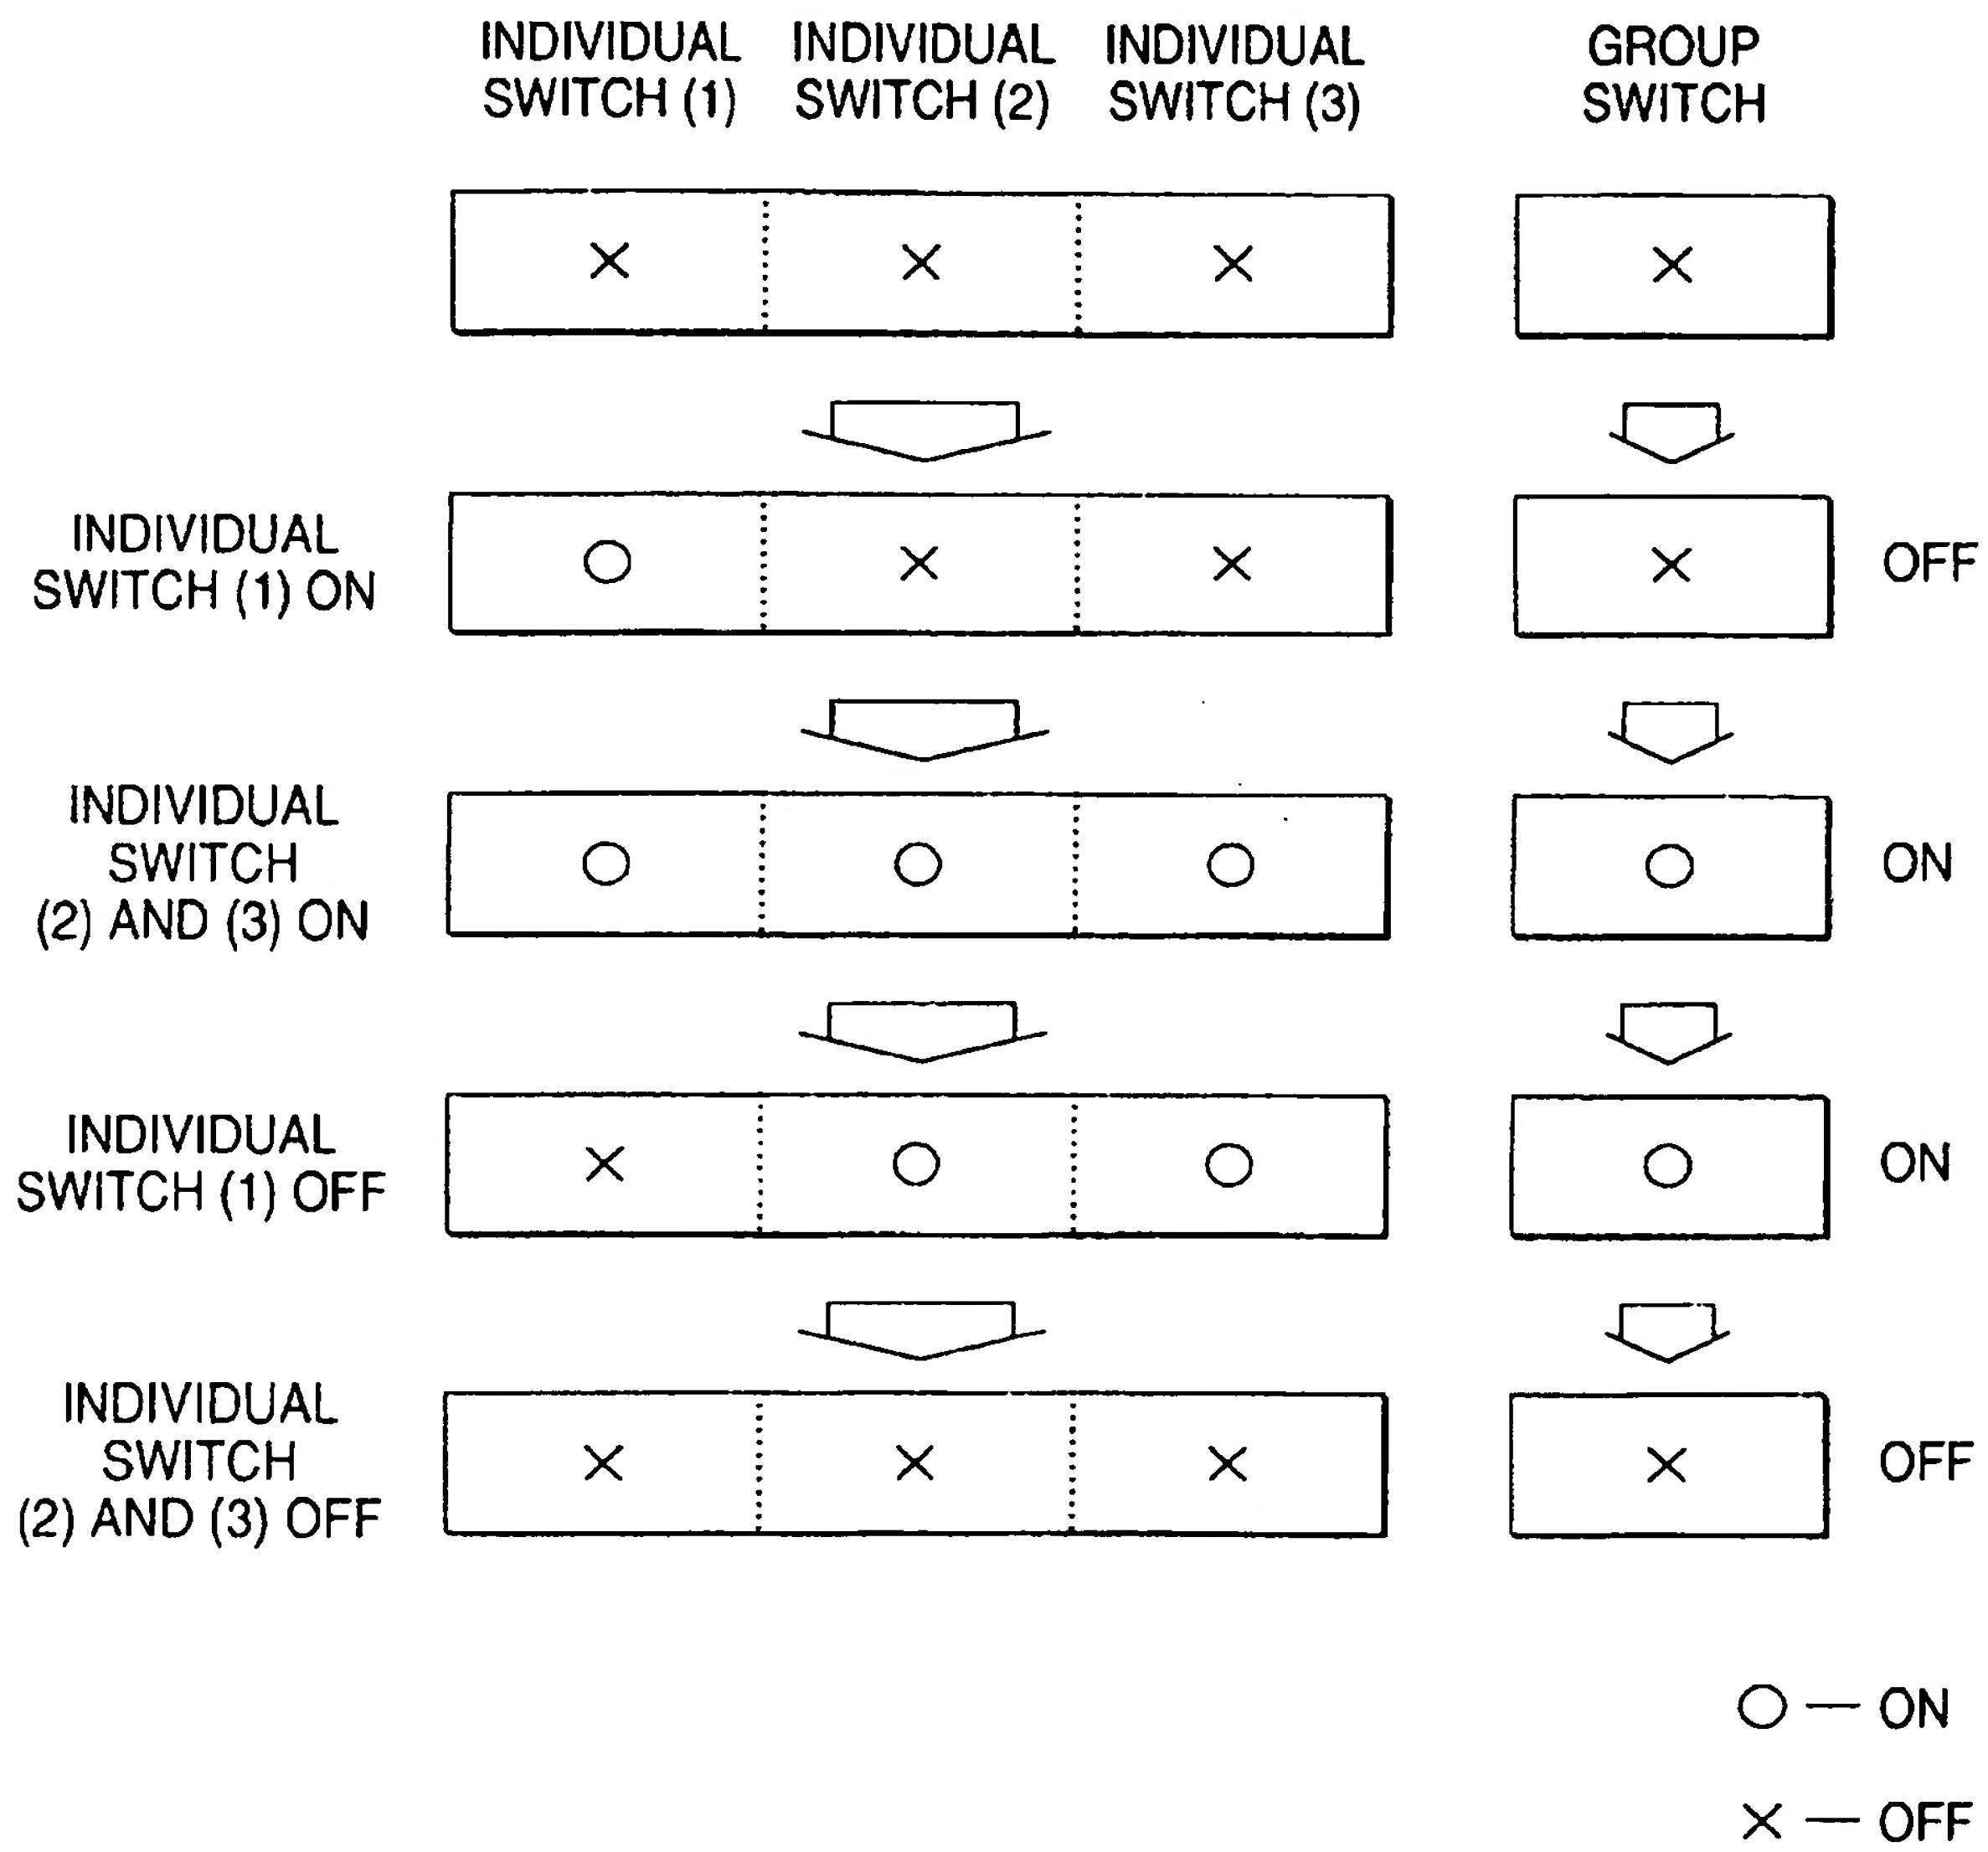 INDIVIDUAL SWITCH (1)
INDIVIDUAL SWITCH (2)
INDIVIDUAL SWITCH (3)
GROUP SWITCH
× × × ×
INDIVIDUAL
SWITCH (1) ON
○ × × × OFF
INDIVIDUAL
SWITCH
(2) AND (3) ON
○ ○ ○ ○ ON
INDIVIDUAL
SWITCH (1) OFF
× ○ ○ ○ ON
INDIVIDUAL
SWITCH
(2) AND (3) OFF
× × × × OFF
○ — ON
× — OFF